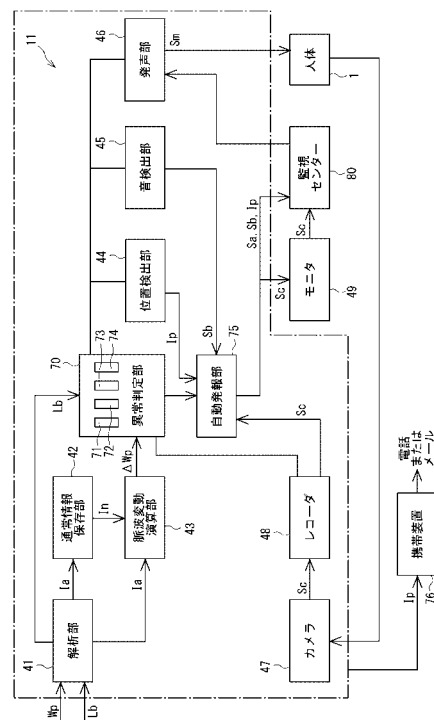 11
Wp
Lb
41
解析部
Ia
Ia
Lb
42
通常情報
保存部
In
脈波変動
演算部
43
ΔWp
70
71
72
73
74
異常判定部
44
位置検出部
Ip
45
音検出部
Sb
46
発声部
Sm
自動発報部
75
Sa, Sb, Ip
Sc
Sc
47
カメラ
Sc
48
レコーダ
Sc
モニタ
49
Sc
監視
センター
80
人体
1
Ip
携帯装置
76
電話
または
メール